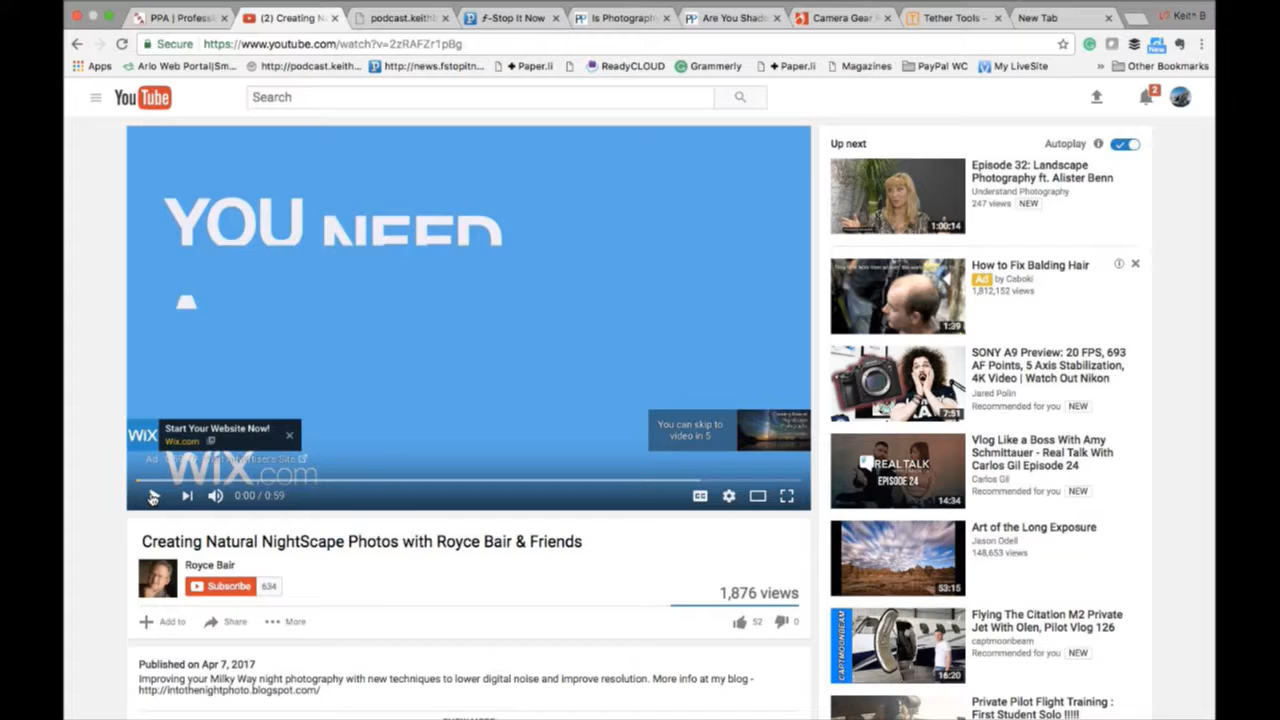 PPA | Profession
(2) Creating N
podcast.keith
f-Stop It Now
Is Photography
Are You Shad
Camera Gear
Tether Tools -
New Tab
Keith B
Secure
https://www.youtube.com/watch?v=2zRAFZr1pBg
Apps
Arlo Web Portal|Sm...
http://podcast.keith...
http://news.fstopitn...
Paper.li
ReadyCLOUD
Grammerly
Paper.li
Magazines
PayPal WC
My LiveSite
» Other Bookmarks
New
YouTube
Search
2
YOU NEED
Wix
Start Your Website Now!
Wix.com
You can skip to
video in 5
Ad
Wix.com
0:00 / 0:59
CC
Creating Natural NightScape Photos with Royce Bair & Friends
Royce Bair
Subscribe 634
1,876 views
Add to
Share
More
52
0
Published on Apr 7, 2017
Improving your Milky Way night photography with new techniques to lower digital noise and improve resolution. More info at my blog -
http://intothenightphoto.blogspot.com/
Up next
Autoplay
1:00:14
Episode 32: Landscape
Photography ft. Alister Benn
Understand Photography
247 views NEW
1:39
How to Fix Balding Hair
Ad by Caboki
1,812,152 views
7:51
SONY A9 Preview: 20 FPS, 693
AF Points, 5 Axis Stabilization,
4K Video | Watch Out Nikon
Jared Polin
Recommended for you NEW
REAL TALK
EPISODE 24
14:34
Vlog Like a Boss With Amy
Schmittauer - Real Talk With
Carlos Gil Episode 24
Carlos Gil
Recommended for you NEW
53:15
Art of the Long Exposure
Jason Odell
148,653 views
CAPTMOONBEAM
16:20
Flying The Citation M2 Private
Jet With Olen, Pilot Vlog 126
captmoonbeam
Recommended for you NEW
Private Pilot Flight Training :
First Student Solo !!!!!